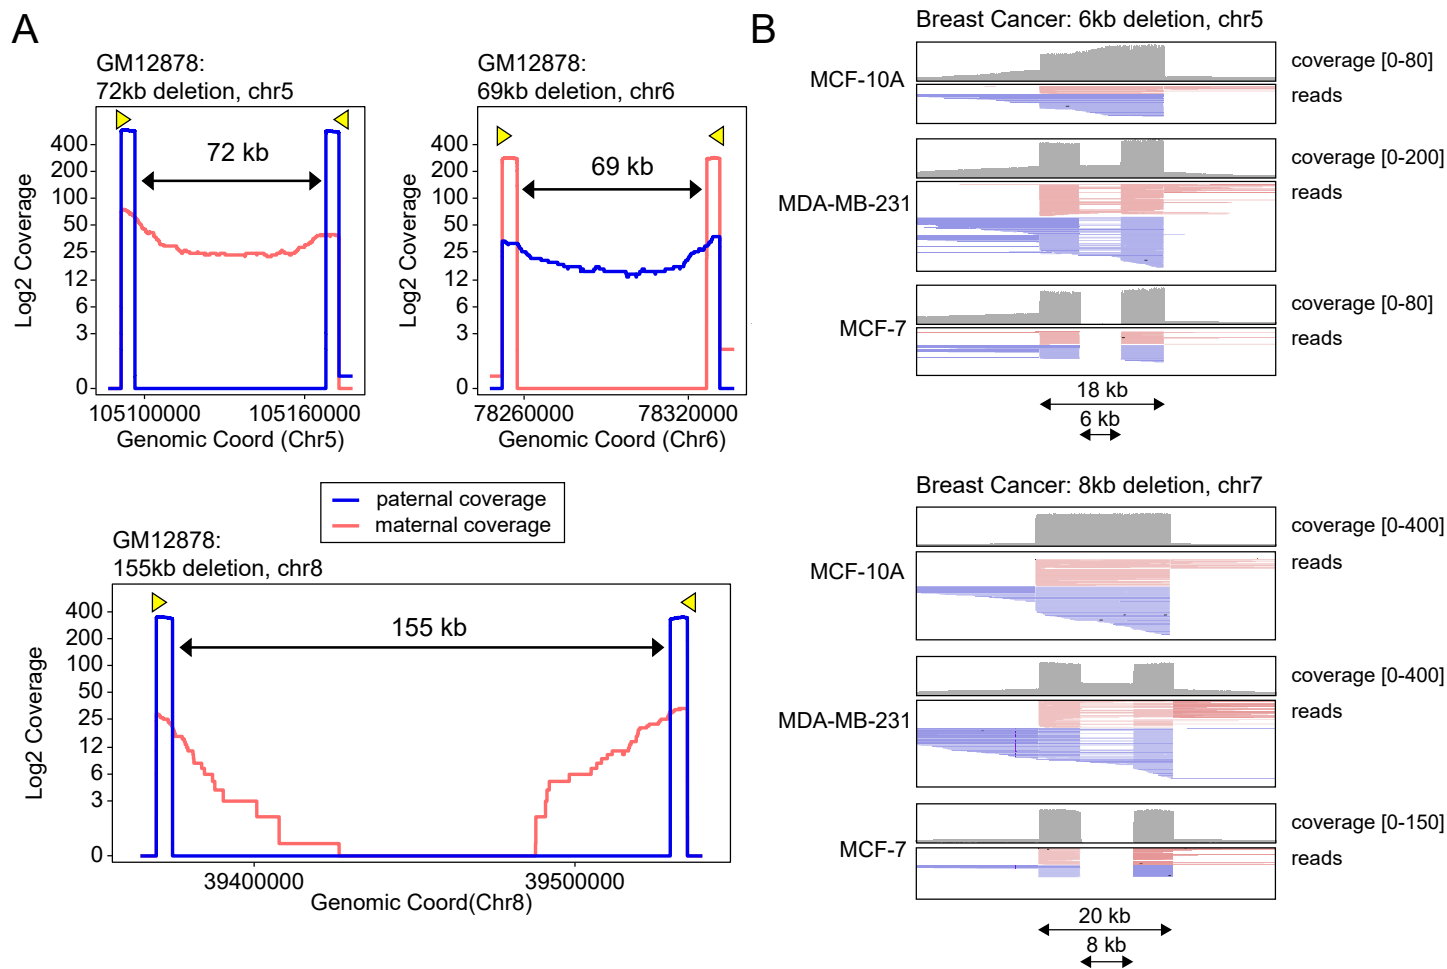 A
GM12878:
72kb deletion, chr5
72 kb
Log2 Coverage
400
200
100
50
25
12
6
3
0
105100000
105160000
Genomic Coord (Chr5)
GM12878:
69kb deletion, chr6
69 kb
Log2 Coverage
400
200
100
50
25
12
6
3
0
78260000
78320000
Genomic Coord (Chr6)
paternal coverage
maternal coverage
GM12878:
155kb deletion, chr8
155 kb
Log2 Coverage
400
200
100
50
25
12
6
3
0
39400000
39500000
Genomic Coord(Chr8)
B
Breast Cancer: 6kb deletion, chr5
MCF-10A
coverage [0-80]
reads
MDA-MB-231
coverage [0-200]
reads
MCF-7
coverage [0-80]
reads
18 kb
6 kb
Breast Cancer: 8kb deletion, chr7
MCF-10A
coverage [0-400]
reads
MDA-MB-231
coverage [0-400]
reads
MCF-7
coverage [0-150]
reads
20 kb
8 kb